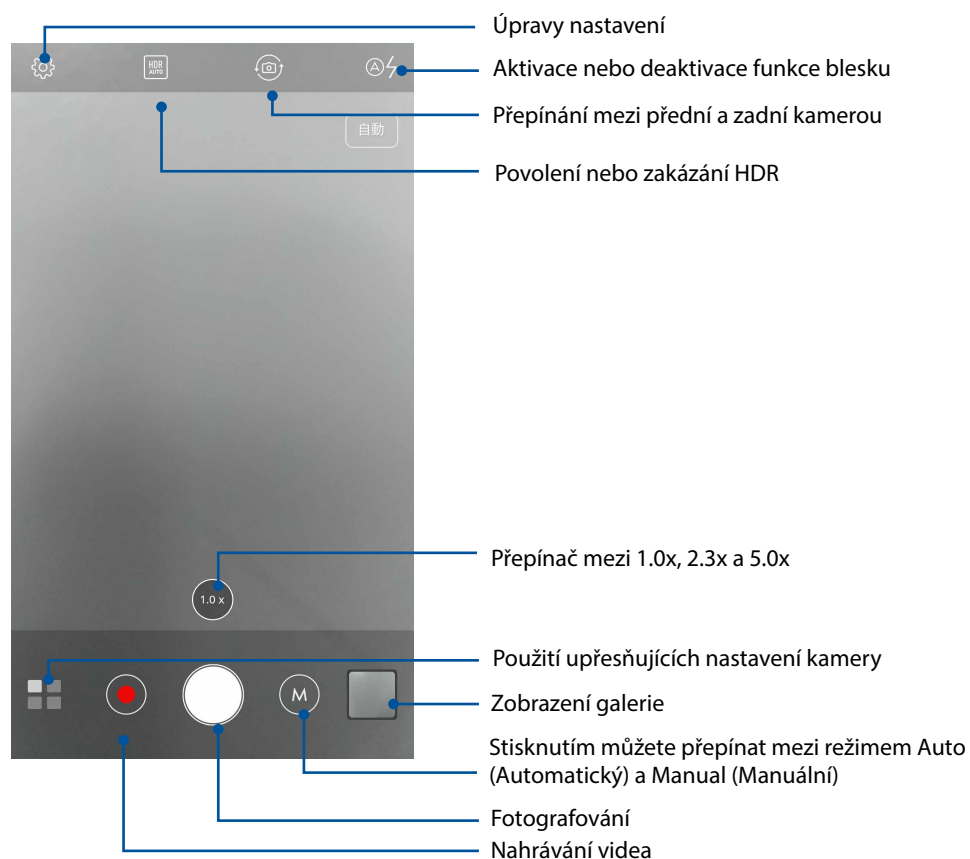 Úpravy nastavení
HDR
AUTO
A
Aktivace nebo deaktivace funkce blesku
Přepínání mezi přední a zadní kamerou
自動
Povolení nebo zakázání HDR
Přepínač mezi 1.0x, 2.3x a 5.0x
1.0 x
Použití upřesňujících nastavení kamery
M
Zobrazení galerie
Stisknutím můžete přepínat mezi režimem Auto
(Automatický) a Manual (Manuální)
Fotografování
Nahrávání videa